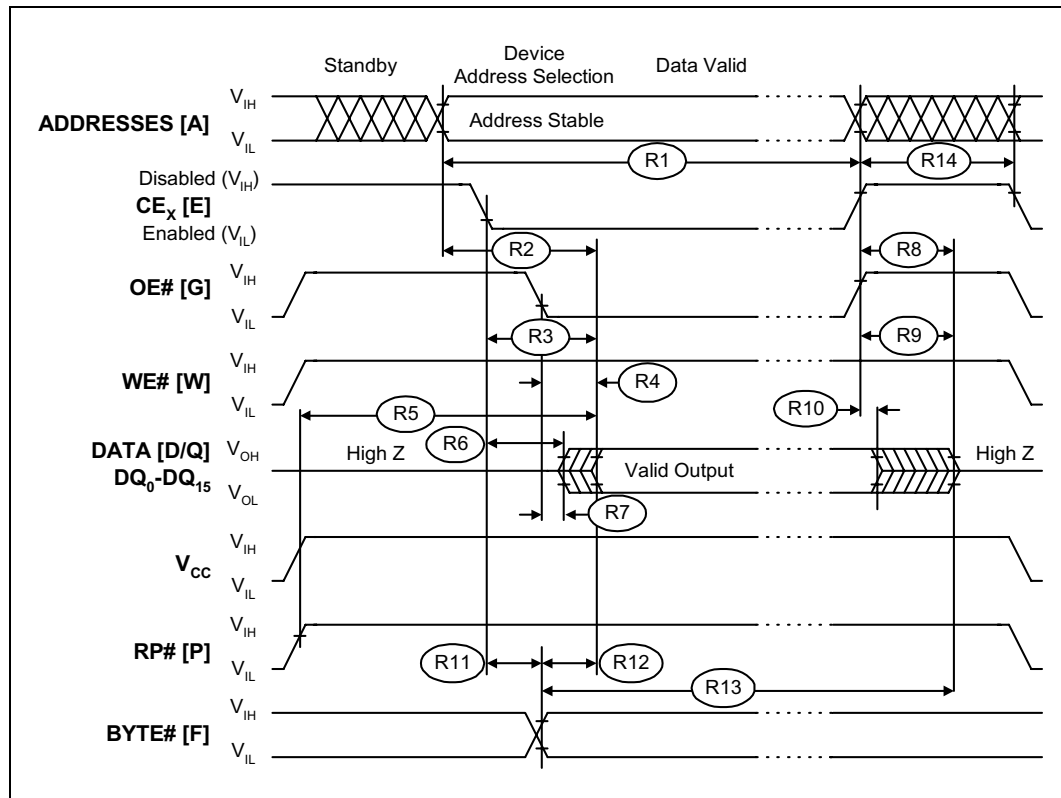 Standby
Device
Address Selection
Data Valid
ADDRESSES [A]
V_IH
V_IL
Address Stable
R1
R14
Disabled (V_IH)
CE_X [E]
Enabled (V_IL)
R2
R8
OE# [G]
V_IH
V_IL
R3
R9
WE# [W]
V_IH
V_IL
R4
R5
R10
R6
DATA [D/Q]
DQ_0-DQ_15
V_OH
V_OL
High Z
Valid Output
High Z
R7
V_CC
V_IH
V_IL
RP# [P]
V_IH
V_IL
R11
R12
R13
BYTE# [F]
V_IH
V_IL